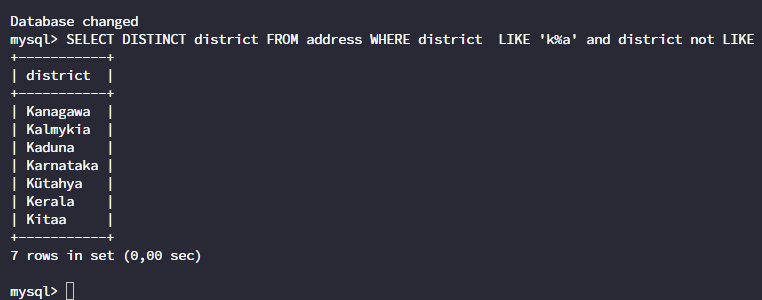 Database changed
mysql> SELECT DISTINCT district FROM address WHERE district  LIKE 'k%a' and district not LIKE
+-----------+
| district  |
+-----------+
| Kanagawa  |
| Kalmykia  |
| Kaduna    |
| Karnataka |
| Kütahya   |
| Kerala    |
| Kitaa     |
+-----------+
7 rows in set (0,00 sec)
mysql>